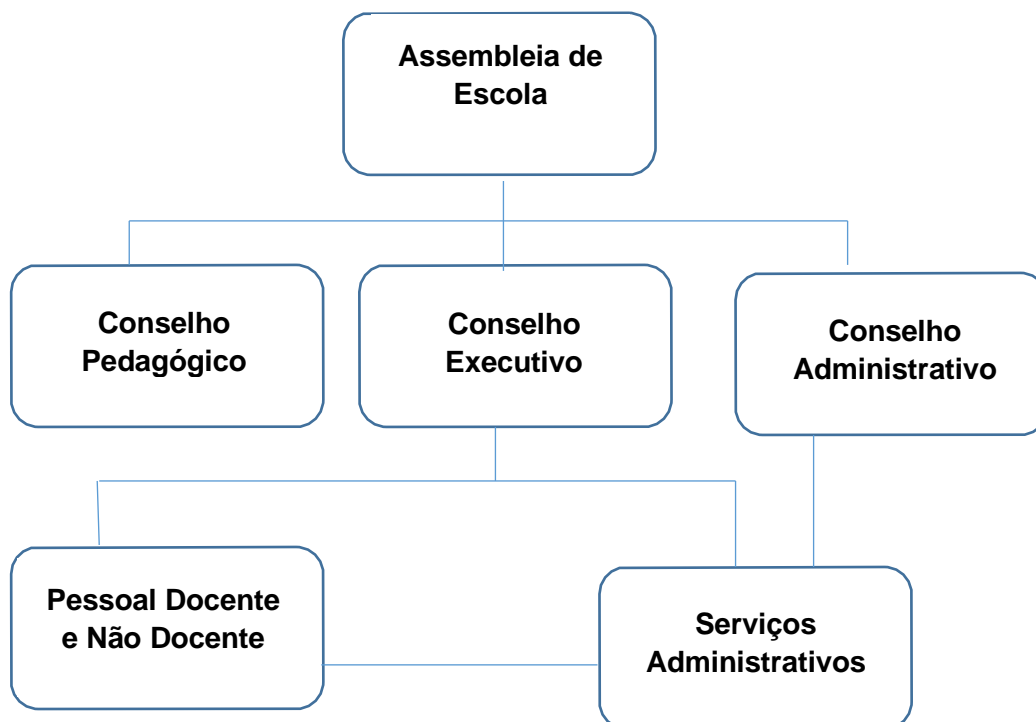 Assembleia de
Escola
Conselho
Pedagógico
Conselho
Executivo
Conselho
Administrativo
Pessoal Docente
e Não Docente
Serviços
Administrativos